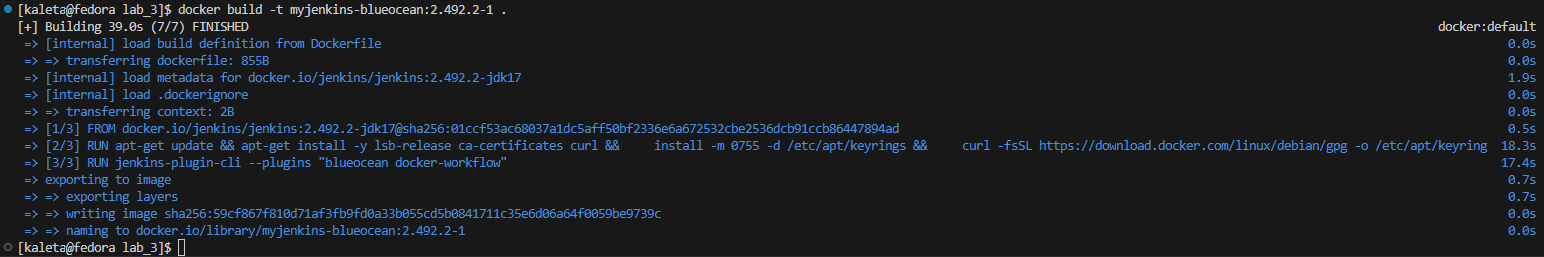 [kaleta@fedora lab_3]$ docker build -t myjenkins-blueocean:2.492.2-1 .
[+] Building 39.0s (7/7) FINISHED docker:default
=> [internal] load build definition from Dockerfile 0.0s
=> => transferring dockerfile: 855B 0.0s
=> [internal] load metadata for docker.io/jenkins/jenkins:2.492.2-jdk17 1.9s
=> [internal] load .dockerignore 0.0s
=> => transferring context: 2B 0.0s
=> [1/3] FROM docker.io/jenkins/jenkins:2.492.2-jdk17@sha256:01ccf53ac68037a1dc5aff50bf2336e6a672532cbe2536dcb91ccb86447894ad 0.5s
=> [2/3] RUN apt-get update && apt-get install -y lsb-release ca-certificates curl &&     install -m 0755 -d /etc/apt/keyrings &&     curl -fsSL https://download.docker.com/linux/debian/gpg -o /etc/apt/keyring 18.3s
=> [3/3] RUN jenkins-plugin-cli --plugins "blueocean docker-workflow" 17.4s
=> exporting to image 0.7s
=> => exporting layers 0.7s
=> => writing image sha256:59cf867f810d71af3fb9fd0a33b055cd5b0841711c35e6d06a64f0059be9739c 0.0s
=> => naming to docker.io/library/myjenkins-blueocean:2.492.2-1 0.0s
[kaleta@fedora lab_3]$